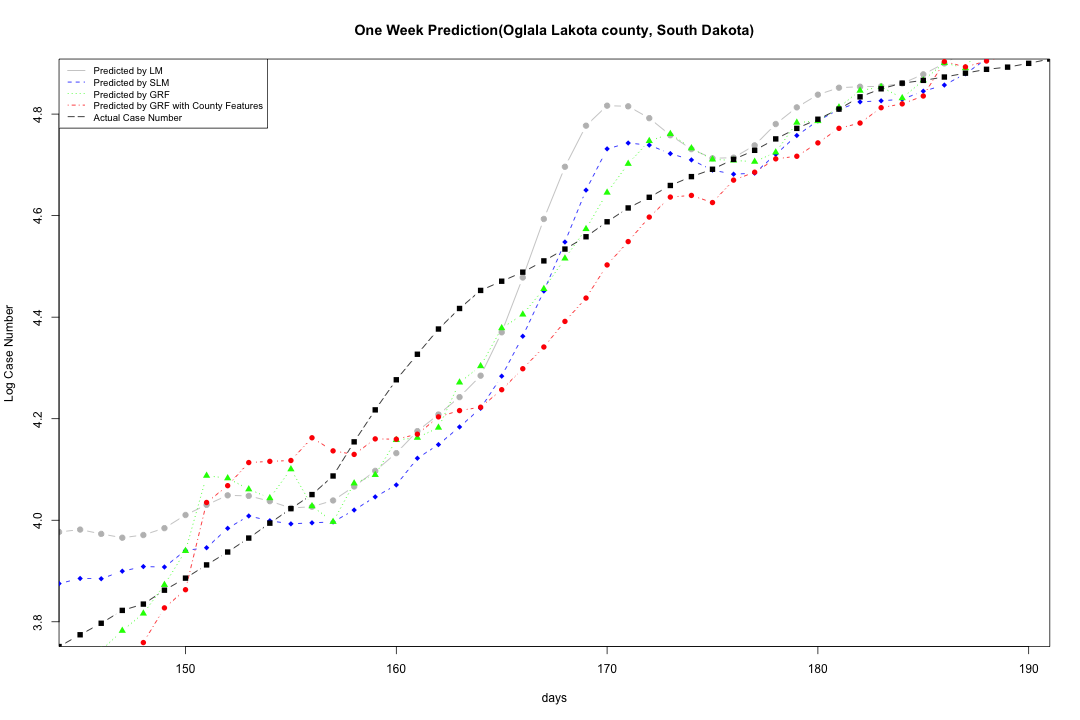 One Week Prediction(Oglala Lakota county, South Dakota)
Predicted by LM
Predicted by SLM
Predicted by GRF
Predicted by GRF with County Features
Actual Case Number
Log Case Number
4.8
4.6
4.4
4.2
4.0
3.8
150 160 170 180 190
days